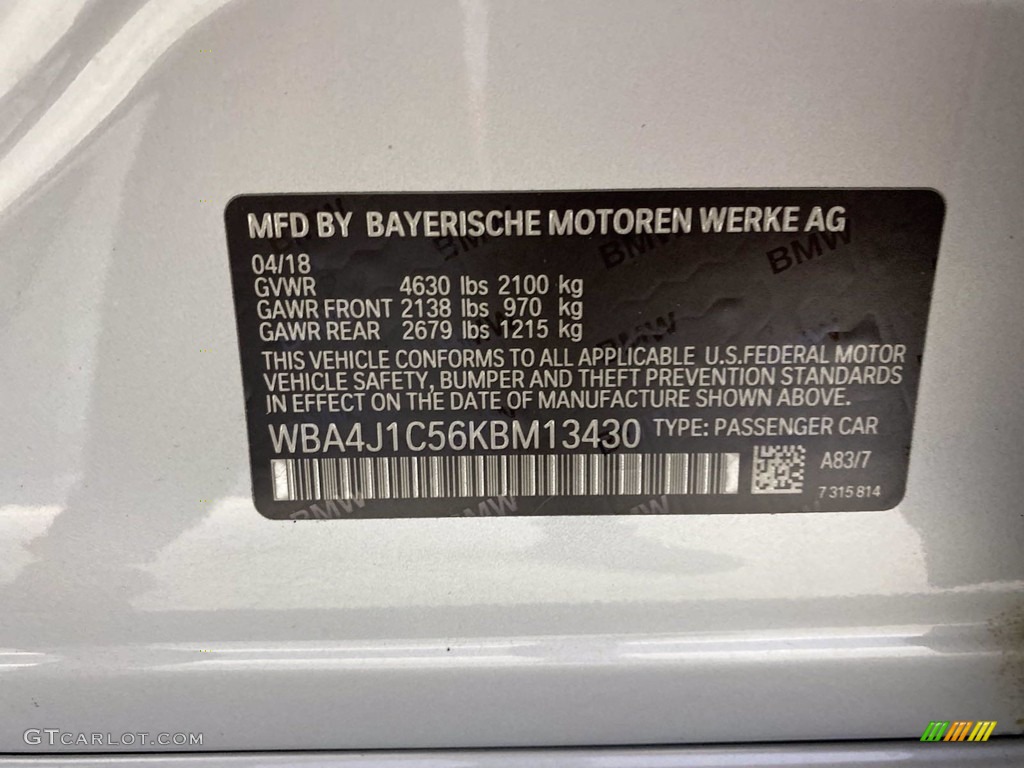 MFD BY BAYERISCHE MOTOREN WERKE AG
04/18
GVWR 4630 lbs 2100 kg
GAWR FRONT 2138 lbs 970 kg
GAWR REAR 2679 lbs 1215 kg
THIS VEHICLE CONFORMS TO ALL APPLICABLE U.S.FEDERAL MOTOR
VEHICLE SAFETY, BUMPER AND THEFT PREVENTION STANDARDS
IN EFFECT ON THE DATE OF MANUFACTURE SHOWN ABOVE.
WBA4J1C56KBM13430 TYPE: PASSENGER CAR
A83/7
7 315 814
GTCARLOT.COM